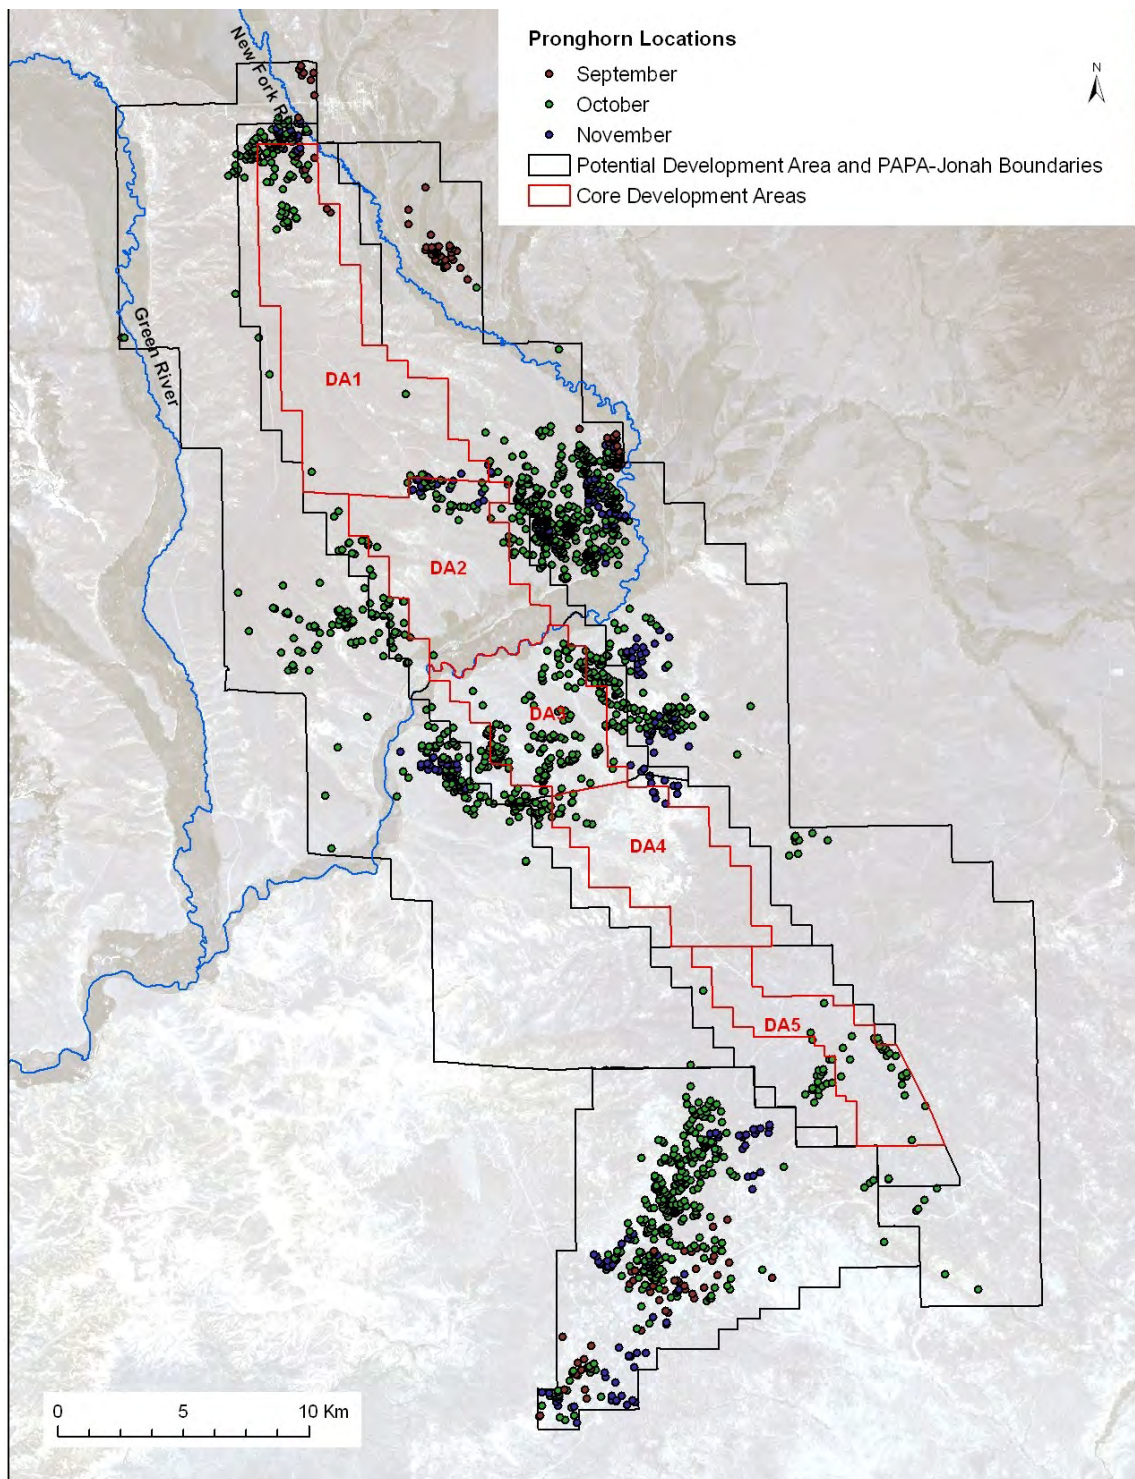 Pronghorn Locations
September
October
November
Potential Development Area and PAPA-Jonah Boundaries
Core Development Areas
N
New Fork R
Green River
DA1
DA2
DA3
DA4
DA5
0 5 10 Km